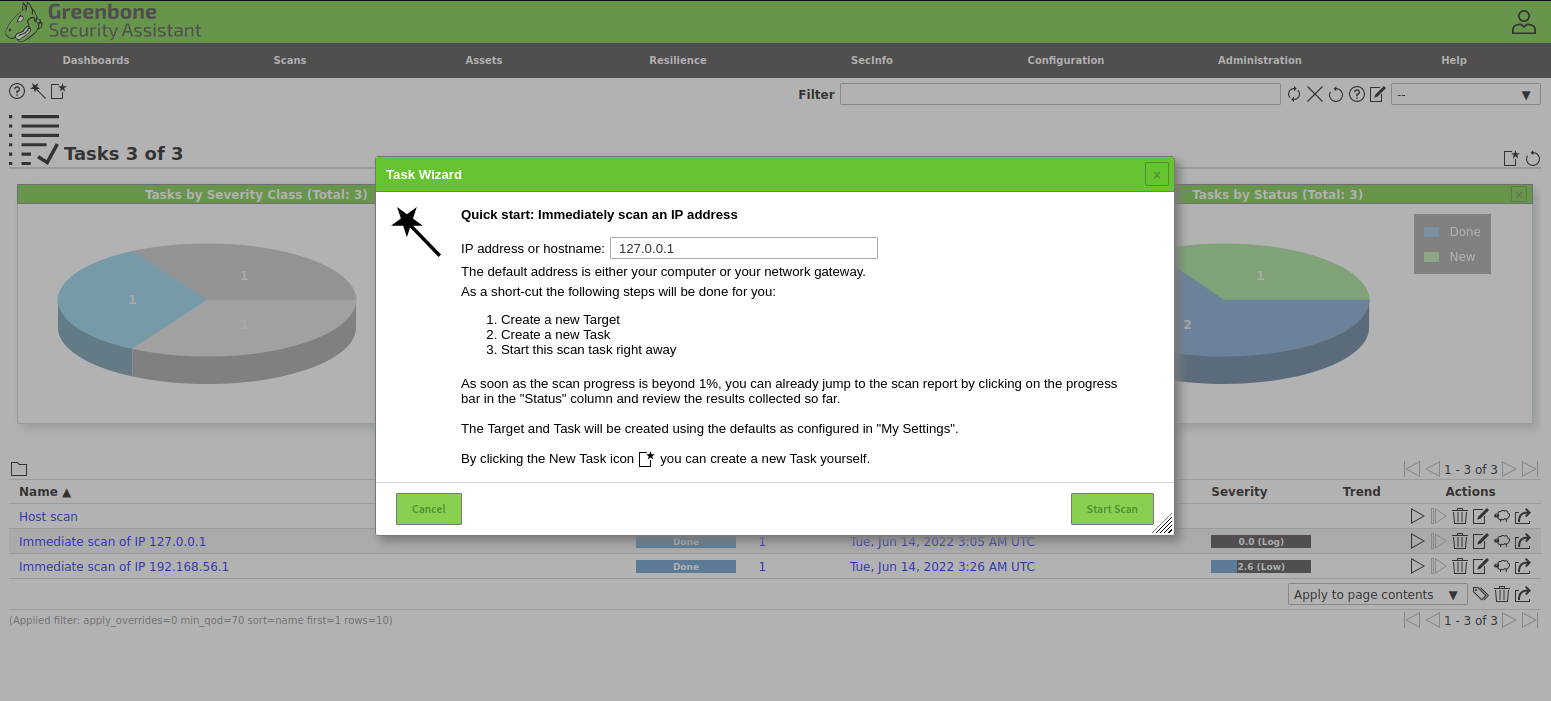 Greenbone
Security Assistant
Dashboards Scans Assets Resilience SecInfo Configuration Administration Help
Filter --
Tasks 3 of 3
Tasks by Severity Class (Total: 3)
1
1
1
Tasks by Status (Total: 3)
Done
New
1
2
Task Wizard
Quick start: Immediately scan an IP address
IP address or hostname: 127.0.0.1
The default address is either your computer or your network gateway.
As a short-cut the following steps will be done for you:
1. Create a new Target
2. Create a new Task
3. Start this scan task right away
As soon as the scan progress is beyond 1%, you can already jump to the scan report by clicking on the progress
bar in the "Status" column and review the results collected so far.
The Target and Task will be created using the defaults as configured in "My Settings".
By clicking the New Task icon you can create a new Task yourself.
Cancel Start Scan
1 - 3 of 3
Name ▲ Severity Trend Actions
Host scan
Immediate scan of IP 127.0.0.1 Done 1 Tue, Jun 14, 2022 3:05 AM UTC 0.0 (Log)
Immediate scan of IP 192.168.56.1 Done 1 Tue, Jun 14, 2022 3:26 AM UTC 2.6 (Low)
Apply to page contents ▼
(Applied filter: apply_overrides=0 min_qod=70 sort=name first=1 rows=10) 1 - 3 of 3